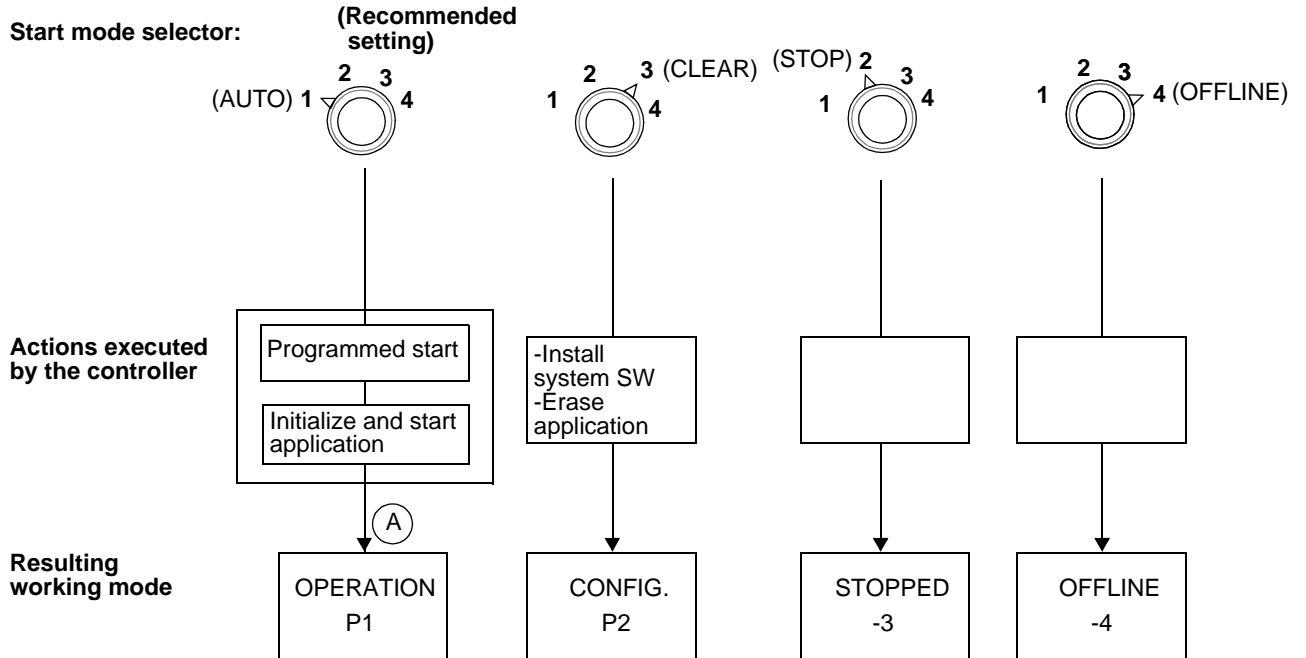 (Recommended
setting)
Start mode selector:
2 3
(AUTO) 1 4
2 3 (CLEAR)
1 4
(STOP) 2 3
1 4
2 3
1 4 (OFFLINE)
Actions executed
by the controller
Programmed start
Initialize and start
application
-Install
system SW
-Erase
application
A
Resulting
working mode
OPERATION
P1
CONFIG.
P2
STOPPED
-3
OFFLINE
-4